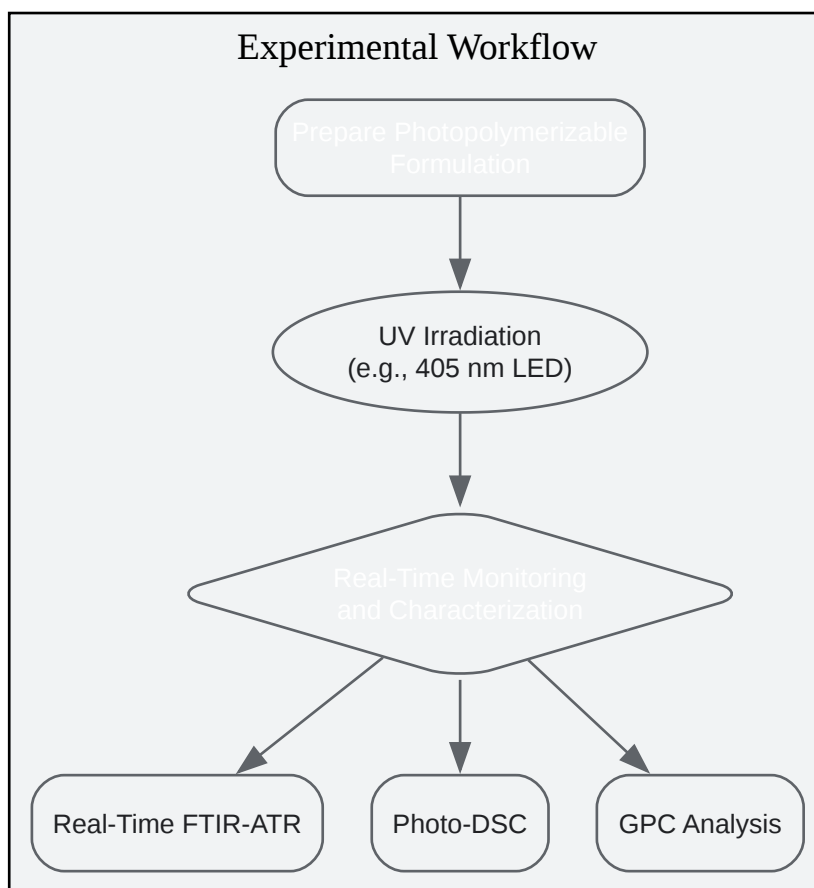 Experimental Workflow
Prepare Photopolymerizable
Formulation
UV Irradiation
(e.g., 405 nm LED)
Real-Time Monitoring
and Characterization
Real-Time FTIR-ATR
Photo-DSC
GPC Analysis